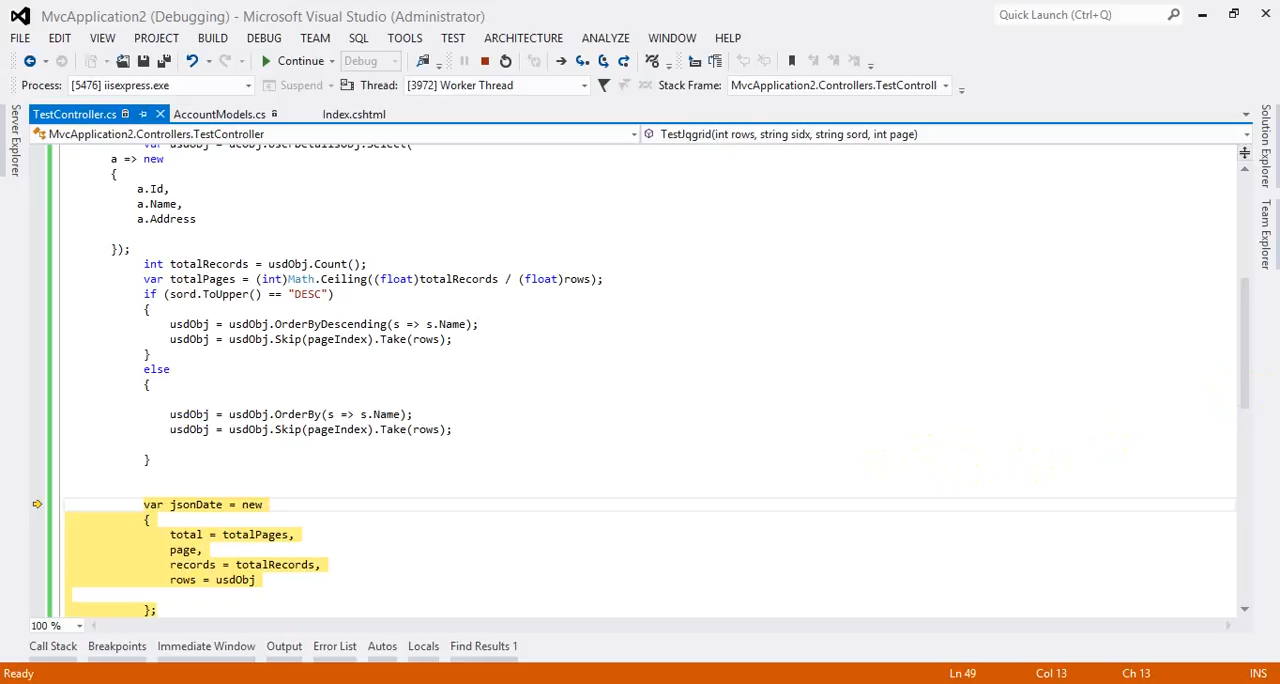 MvcApplication2 (Debugging) - Microsoft Visual Studio (Administrator)
Quick Launch (Ctrl+Q)
FILE EDIT VIEW PROJECT BUILD DEBUG TEAM SQL TOOLS TEST ARCHITECTURE ANALYZE WINDOW HELP
Continue Debug
Process: [5476] iisexpress.exe Suspend Thread: [3972] Worker Thread Stack Frame: MvcApplication2.Controllers.TestControll
TestController.cs AccountModels.cs Index.cshtml
MvcApplication2.Controllers.TestController TestJqgrid(int rows, string sidx, string sord, int page)
Server Explorer
Solution Explorer
Team Explorer
a => new
{
a.Id,
a.Name,
a.Address
});
int totalRecords = usdObj.Count();
var totalPages = (int)Math.Ceiling((float)totalRecords / (float)rows);
if (sord.ToUpper() == "DESC")
{
usdObj = usdObj.OrderByDescending(s => s.Name);
usdObj = usdObj.Skip(pageIndex).Take(rows);
}
else
{
usdObj = usdObj.OrderBy(s => s.Name);
usdObj = usdObj.Skip(pageIndex).Take(rows);
}
var jsonDate = new
{
total = totalPages,
page,
records = totalRecords,
rows = usdObj
};
100 %
Call Stack Breakpoints Immediate Window Output Error List Autos Locals Find Results 1
Ready Ln 49 Col 13 Ch 13 INS